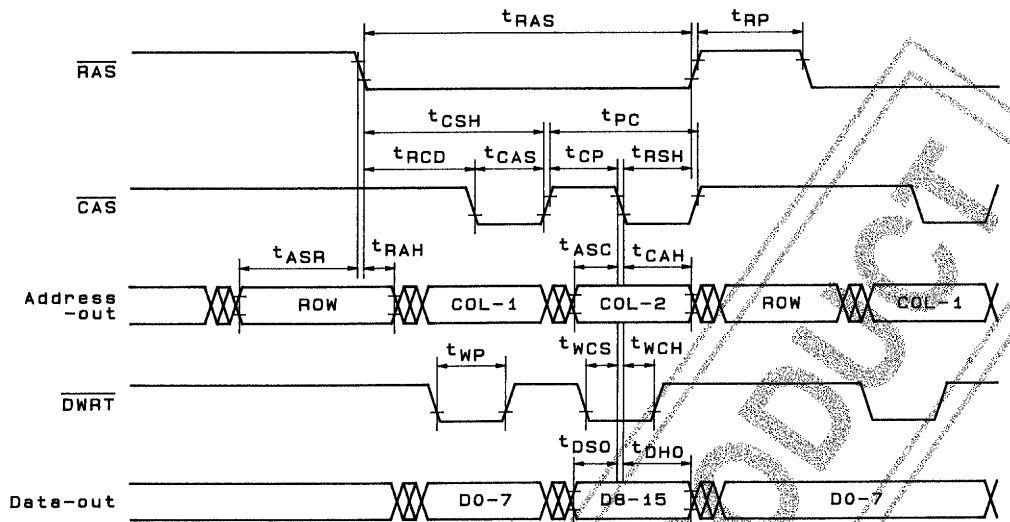 tRAS tRP
RAS
tCSH tPC
tRCD tCAS tCP tRSH
CAS
tASR tRAH tASC tCAH
Address
-out
ROW COL-1 COL-2 ROW COL-1
tWP tWCS tWCH
DWRT
tDSO tDHO
Data-out D0-7 D8-15 D0-7
ODUCT